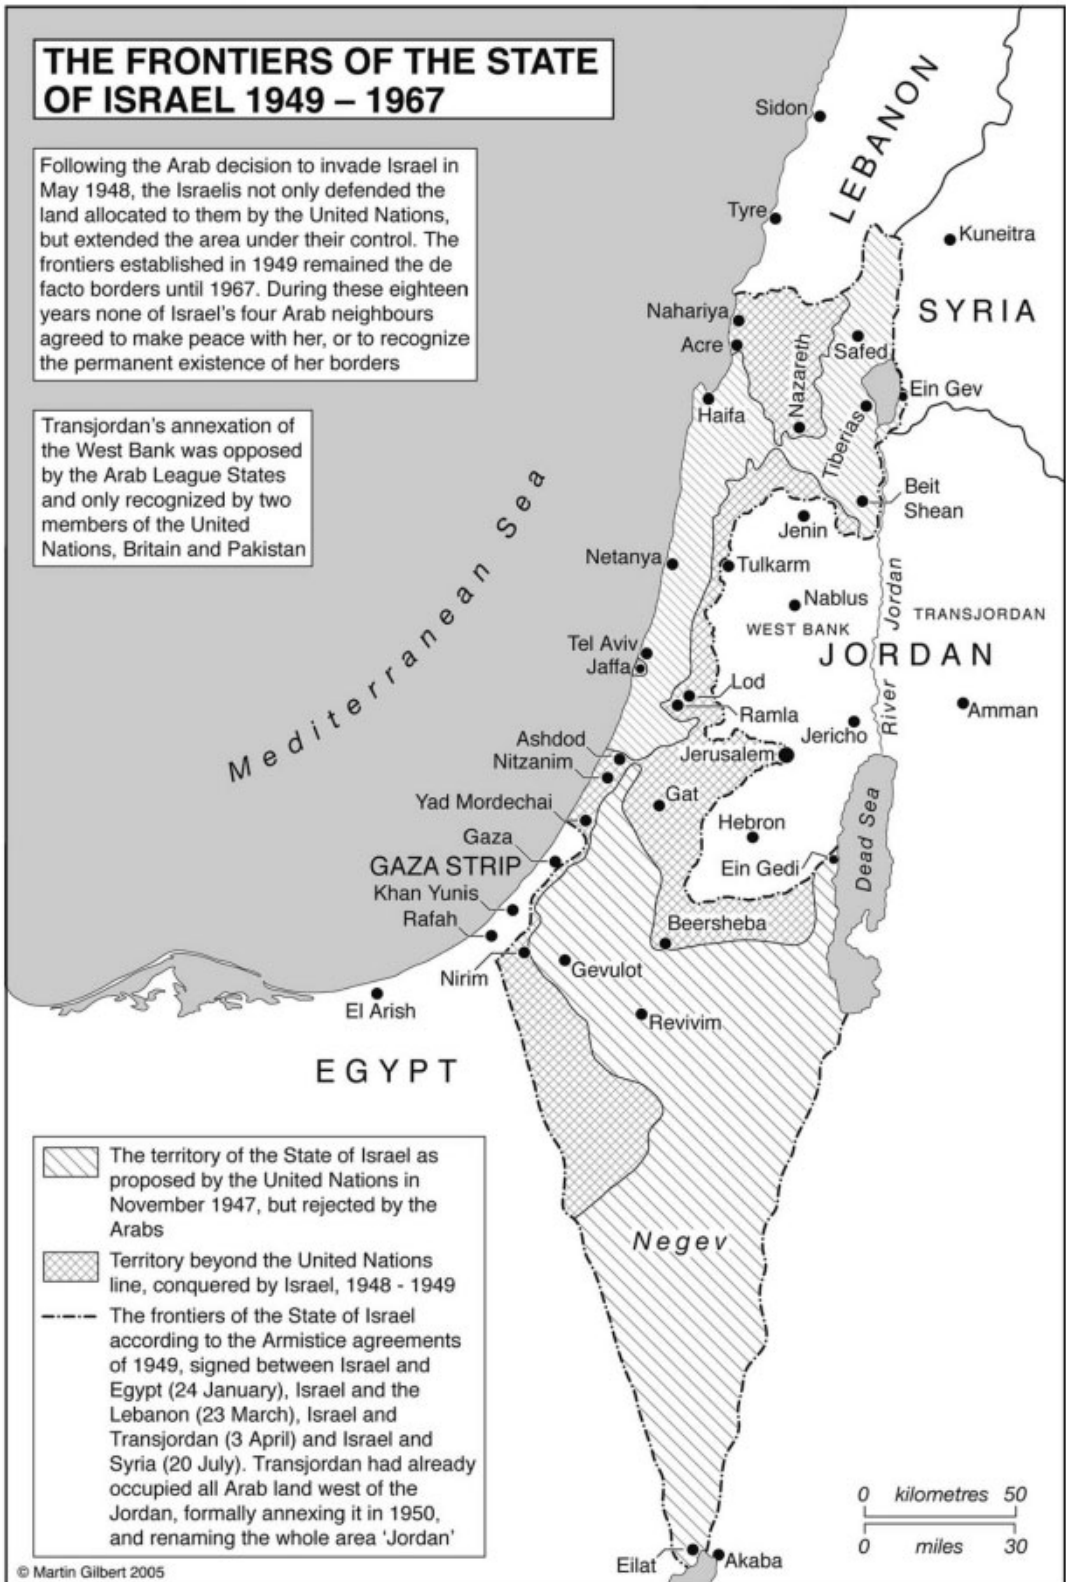 THE FRONTIERS OF THE STATE
OF ISRAEL 1949 – 1967
Following the Arab decision to invade Israel in
May 1948, the Israelis not only defended the
land allocated to them by the United Nations,
but extended the area under their control. The
frontiers established in 1949 remained the de
facto borders until 1967. During these eighteen
years none of Israel's four Arab neighbours
agreed to make peace with her, or to recognize
the permanent existence of her borders
Transjordan's annexation of
the West Bank was opposed
by the Arab League States
and only recognized by two
members of the United
Nations, Britain and Pakistan
Mediterranean Sea
LEBANON
Sidon
Tyre
Kuneitra
SYRIA
Nahariya
Acre
Safed
Nazareth
Ein Gev
Haifa
Tiberias
Beit
Shean
Jenin
Netanya
Tulkarm
Nablus
WEST BANK
River Jordan
TRANSJORDAN
JORDAN
Tel Aviv
Jaffa
Lod
Ramla
Amman
Jericho
Ashdod
Nitzanim
Jerusalem
Gat
Yad Mordechai
Hebron
Dead Sea
Gaza
GAZA STRIP
Ein Gedi
Khan Yunis
Rafah
Beersheba
Nirim
Gevulot
El Arish
Revivim
EGYPT
Negev
The territory of the State of Israel as
proposed by the United Nations in
November 1947, but rejected by the
Arabs
Territory beyond the United Nations
line, conquered by Israel, 1948 - 1949
The frontiers of the State of Israel
according to the Armistice agreements
of 1949, signed between Israel and
Egypt (24 January), Israel and the
Lebanon (23 March), Israel and
Transjordan (3 April) and Israel and
Syria (20 July). Transjordan had already
occupied all Arab land west of the
Jordan, formally annexing it in 1950,
and renaming the whole area 'Jordan'
0 kilometres 50
0 miles 30
Eilat
Akaba
© Martin Gilbert 2005